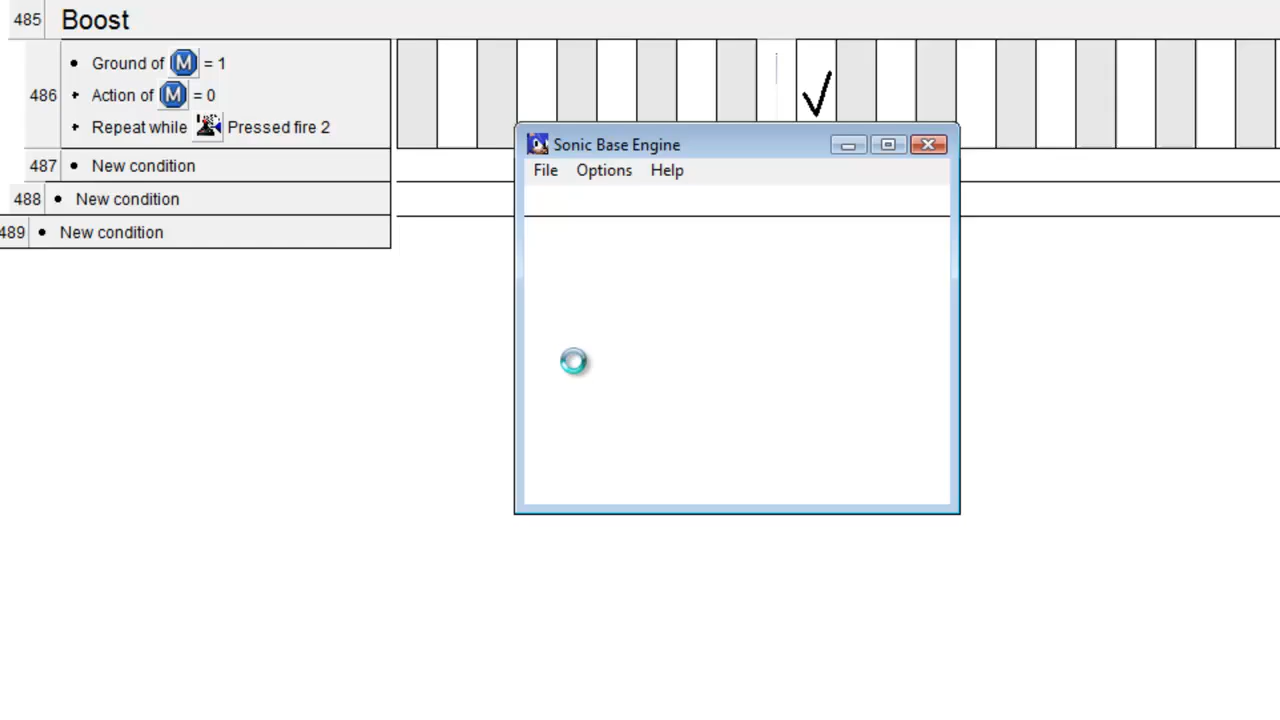 485 Boost
Ground of M = 1
486 Action of M = 0
Repeat while Pressed fire 2
487 New condition
488 New condition
489 New condition
Sonic Base Engine
File Options Help